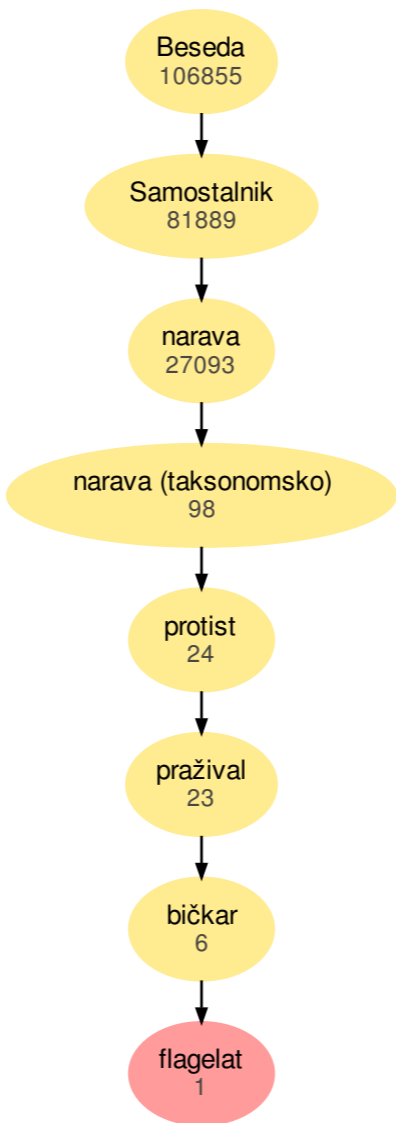 Beseda
106855
Samostalnik
81889
narava
27093
narava (taksonomsko)
98
protist
24
pražival
23
bičkar
6
flagelat
1